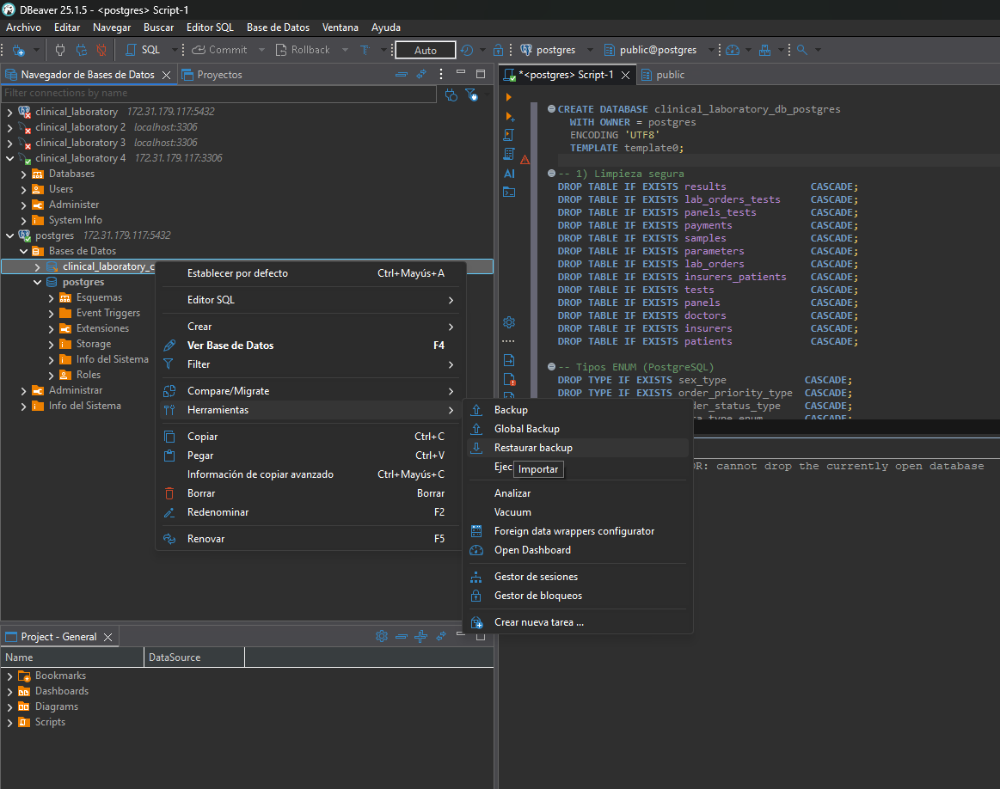 DBeaver 25.1.5 - <postgres> Script-1
Archivo Editar Navegar Buscar Editor SQL Base de Datos Ventana Ayuda
SQL Commit Rollback T Auto postgres public@postgres
Navegador de Bases de Datos Proyectos
Filter connections by name
clinical_laboratory 172.31.179.117:5432
clinical_laboratory 2 localhost:3306
clinical_laboratory 3 localhost:3306
clinical_laboratory 4 172.31.179.117:3306
Databases
Users
Administer
System Info
postgres 172.31.179.117:5432
Bases de Datos
clinical_laboratory_c
postgres
Esquemas
Event Triggers
Extensiones
Storage
Info del Sistema
Roles
Administrar
Info del Sistema
Establecer por defecto Ctrl+Mayús+A
Editor SQL
Crear
Ver Base de Datos F4
Filter
Compare/Migrate
Herramientas
Copiar Ctrl+C
Pegar Ctrl+V
Información de copiar avanzado Ctrl+Mayús+C
Borrar Borrar
Redenominar F2
Renovar F5
Backup
Global Backup
Restaurar backup
Ejec
Importar
Analizar
Vacuum
Foreign data wrappers configurator
Open Dashboard
Gestor de sesiones
Gestor de bloqueos
Crear nueva tarea ...
*<postgres> Script-1 public
AI
CREATE DATABASE clinical_laboratory_db_postgres
WITH OWNER = postgres
ENCODING 'UTF8'
TEMPLATE template0;
-- 1) Limpieza segura
DROP TABLE IF EXISTS results CASCADE;
DROP TABLE IF EXISTS lab_orders_tests CASCADE;
DROP TABLE IF EXISTS panels_tests CASCADE;
DROP TABLE IF EXISTS payments CASCADE;
DROP TABLE IF EXISTS samples CASCADE;
DROP TABLE IF EXISTS parameters CASCADE;
DROP TABLE IF EXISTS lab_orders CASCADE;
DROP TABLE IF EXISTS insurers_patients CASCADE;
DROP TABLE IF EXISTS tests CASCADE;
DROP TABLE IF EXISTS panels CASCADE;
DROP TABLE IF EXISTS doctors CASCADE;
DROP TABLE IF EXISTS insurers CASCADE;
DROP TABLE IF EXISTS patients CASCADE;
-- Tipos ENUM (PostgreSQL)
DROP TYPE IF EXISTS sex_type CASCADE;
DROP TYPE IF EXISTS order_priority_type CASCADE;
der_status_type CASCADE;
CASCADE;
OR: cannot drop the currently open database
Project - General
Name DataSource
Bookmarks
Dashboards
Diagrams
Scripts